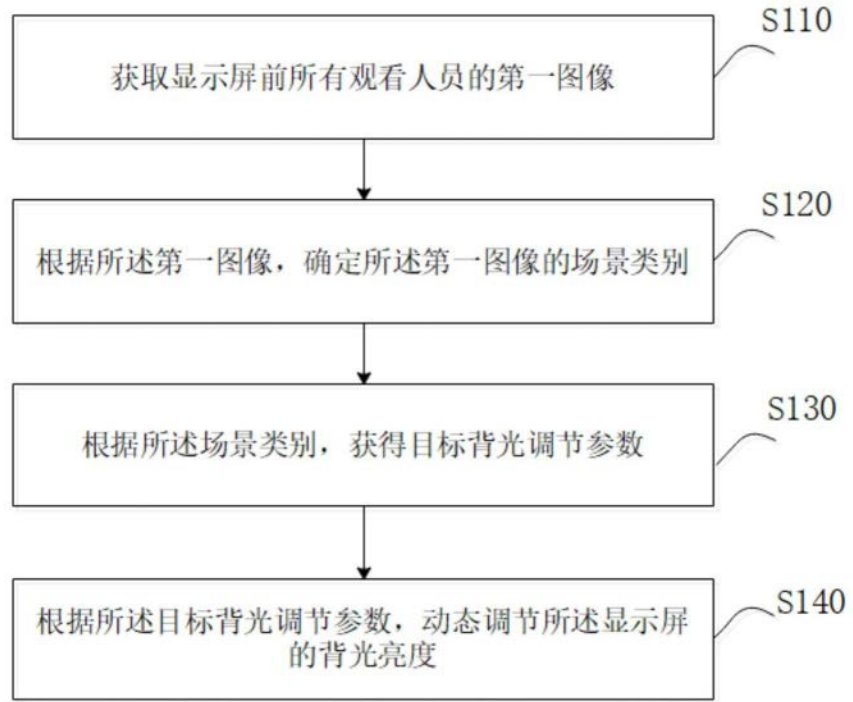 S110
获取显示屏前所有观看人员的第一图像
S120
根据所述第一图像，确定所述第一图像的场景类别
S130
根据所述场景类别，获得目标背光调节参数
S140
根据所述目标背光调节参数，动态调节所述显示屏
的背光亮度